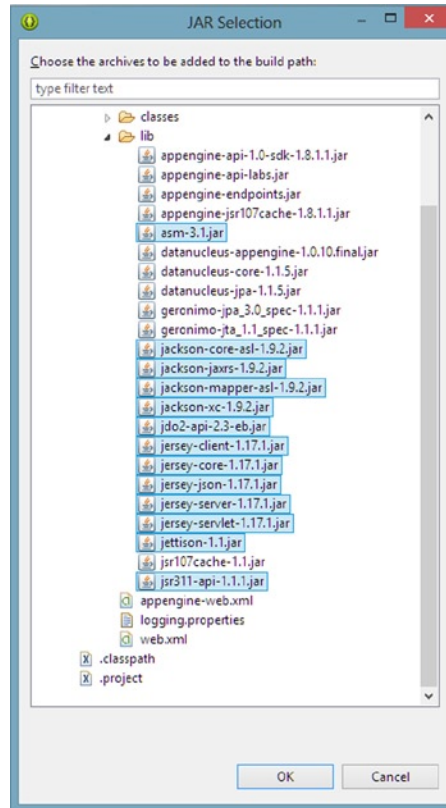 JAR Selection
Choose the archives to be added to the build path:
type filter text
classes
lib
appengine-api-1.0-sdk-1.8.1.1.jar
appengine-api-labs.jar
appengine-endpoints.jar
appengine-jsr107cache-1.8.1.1.jar
asm-3.1.jar
datanucleus-appengine-1.0.10.final.jar
datanucleus-core-1.1.5.jar
datanucleus-jpa-1.1.5.jar
geronimo-jpa_3.0_spec-1.1.1.jar
geronimo-jta_1.1_spec-1.1.1.jar
jackson-core-asl-1.9.2.jar
jackson-jaxrs-1.9.2.jar
jackson-mapper-asl-1.9.2.jar
jackson-xc-1.9.2.jar
jdo2-api-2.3-eb.jar
jersey-client-1.17.1.jar
jersey-core-1.17.1.jar
jersey-json-1.17.1.jar
jersey-server-1.17.1.jar
jersey-servlet-1.17.1.jar
jettison-1.1.jar
jsr107cache-1.1.jar
jsr311-api-1.1.1.jar
appengine-web.xml
logging.properties
web.xml
.classpath
.project
OK Cancel